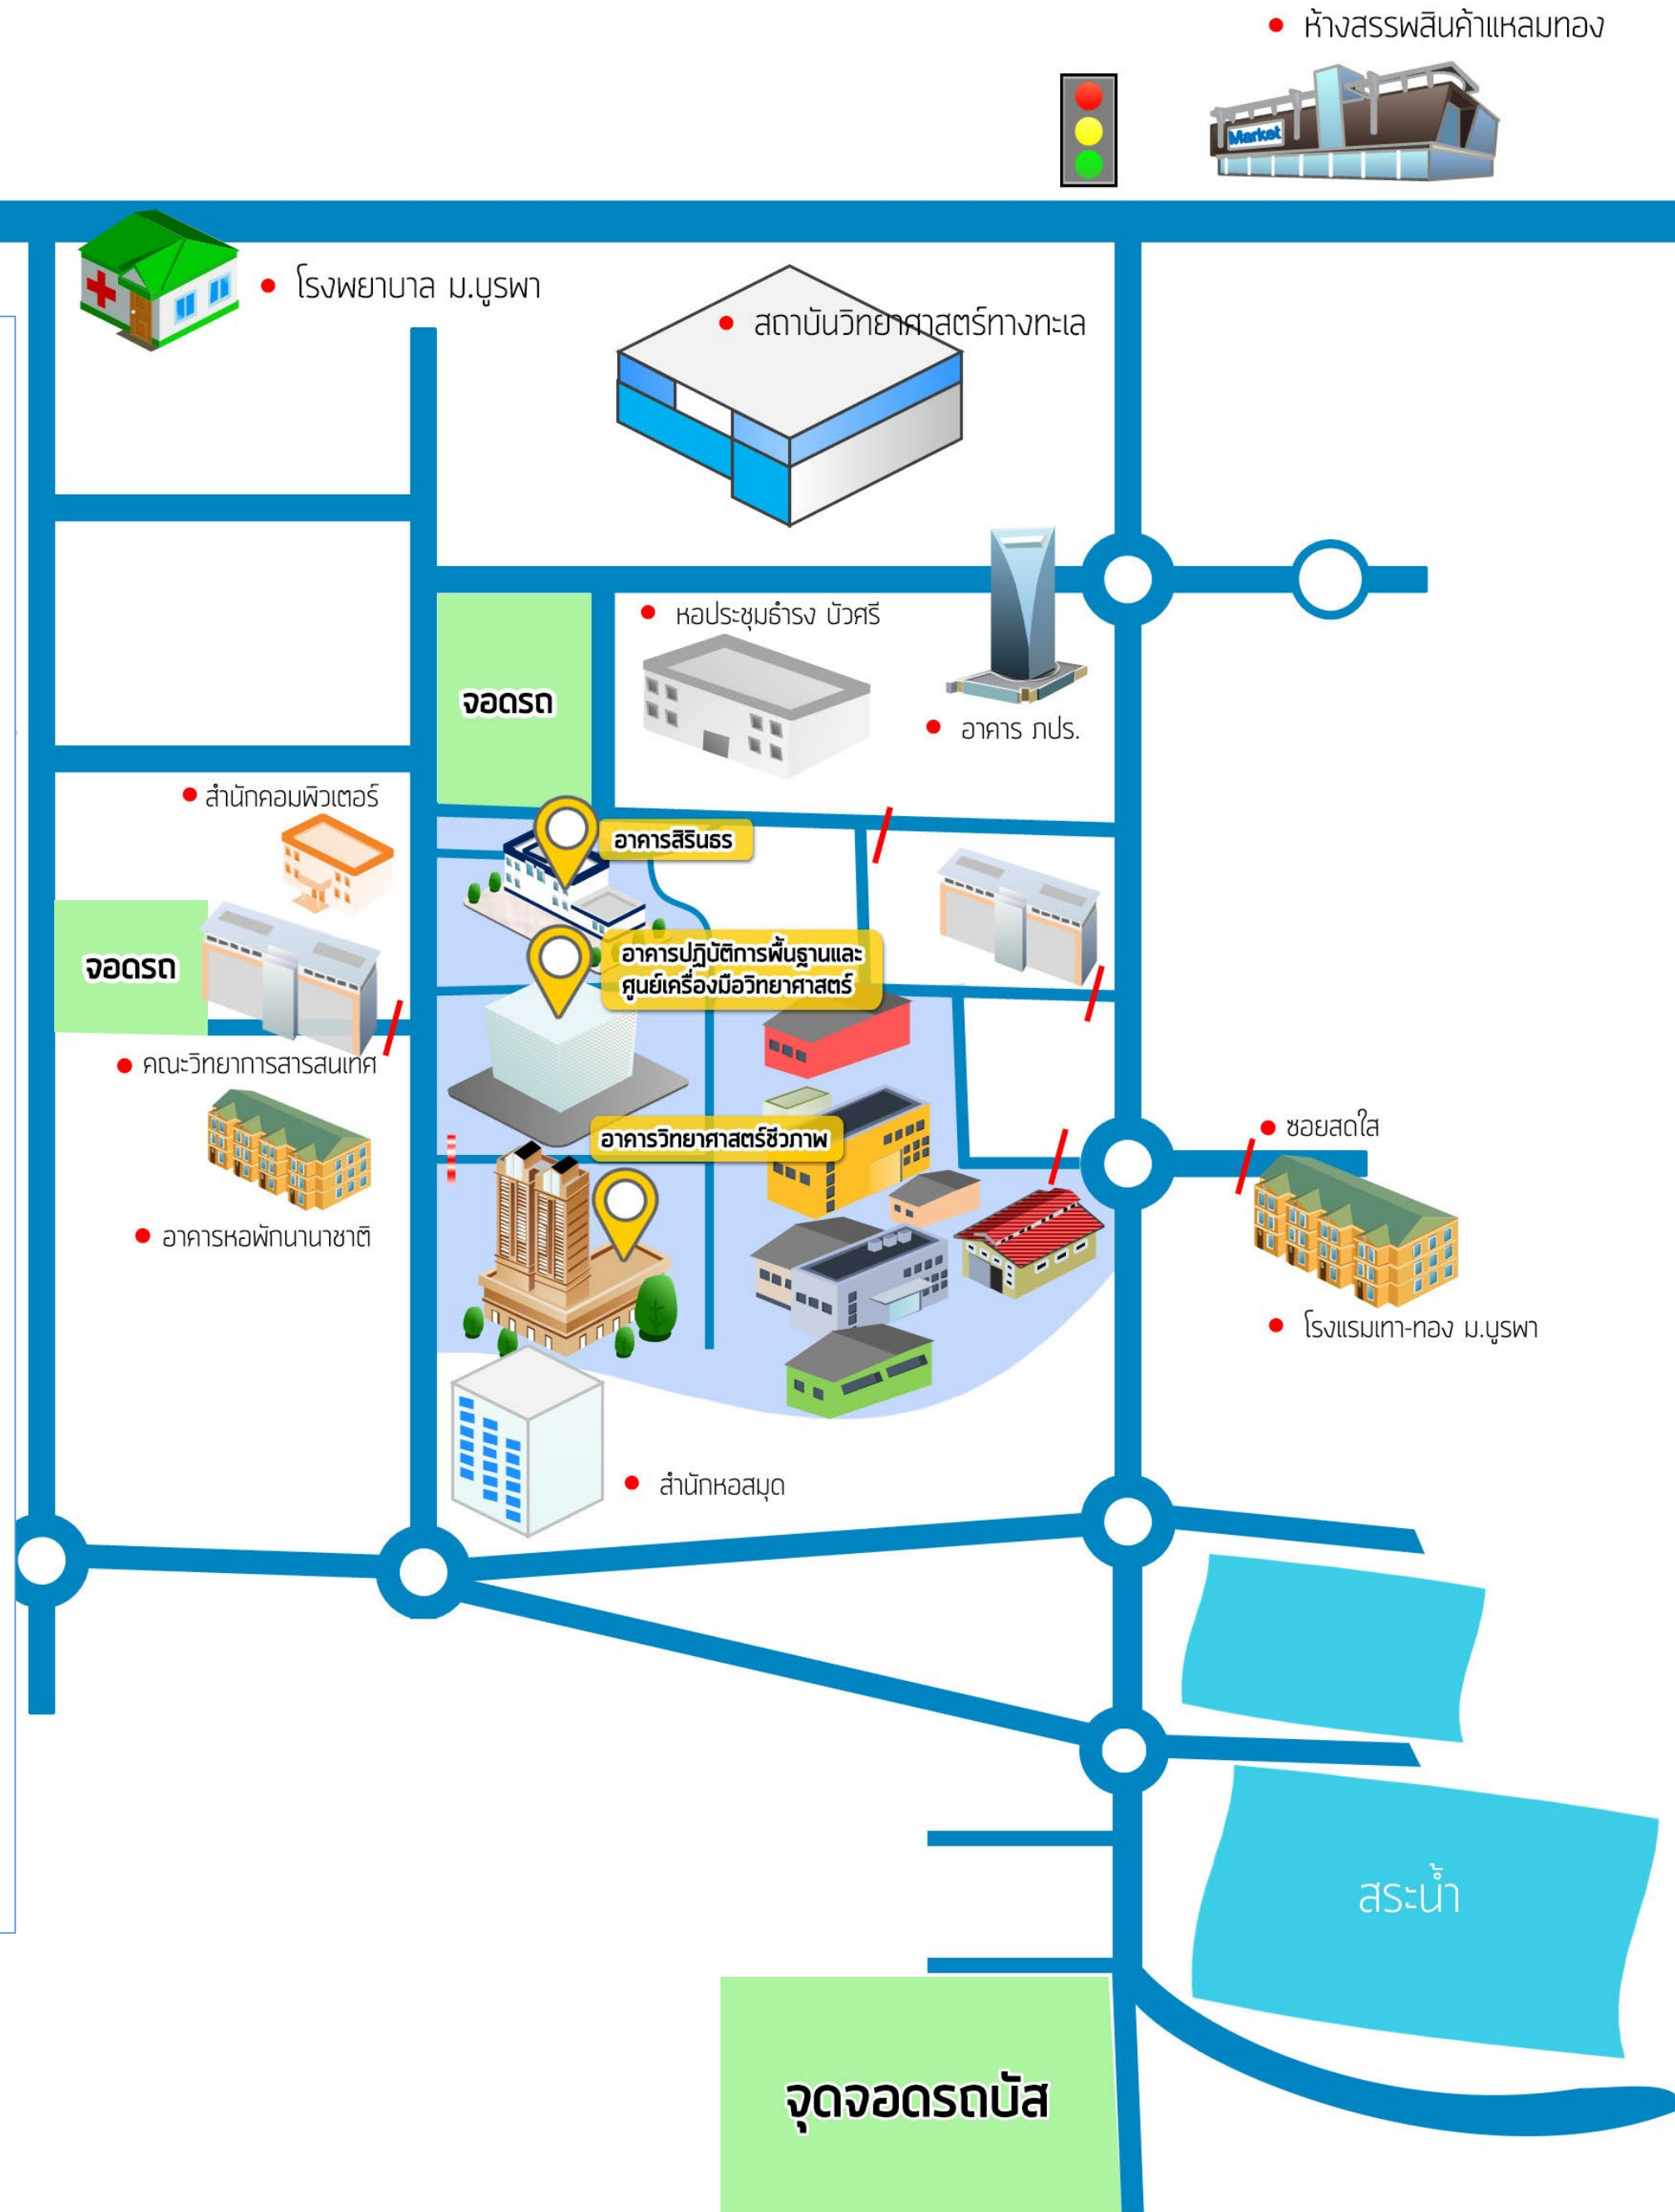 ห้างสรรพสินค้าแหลมทอง
Market
โรงพยาบาล ม.บูรพา
สถาบันวิทยาศาสตร์ทางทะเล
หอประชุมธำรง บัวศรี
จอดรถ
อาคาร ภปร.
สำนักคอมพิวเตอร์
อาคารสิรินธร
จอดรถ
อาคารปฏิบัติการพื้นฐานและ
ศูนย์เครื่องมือวิทยาศาสตร์
คณะวิทยาการสารสนเทศ
ซอยสดใส
อาคารวิทยาศาสตร์ชีวภาพ
อาคารหอพักนานาชาติ
โรงแรมเทา-ทอง ม.บูรพา
สำนักหอสมุด
สระน้ำ
จุดจอดรถบัส